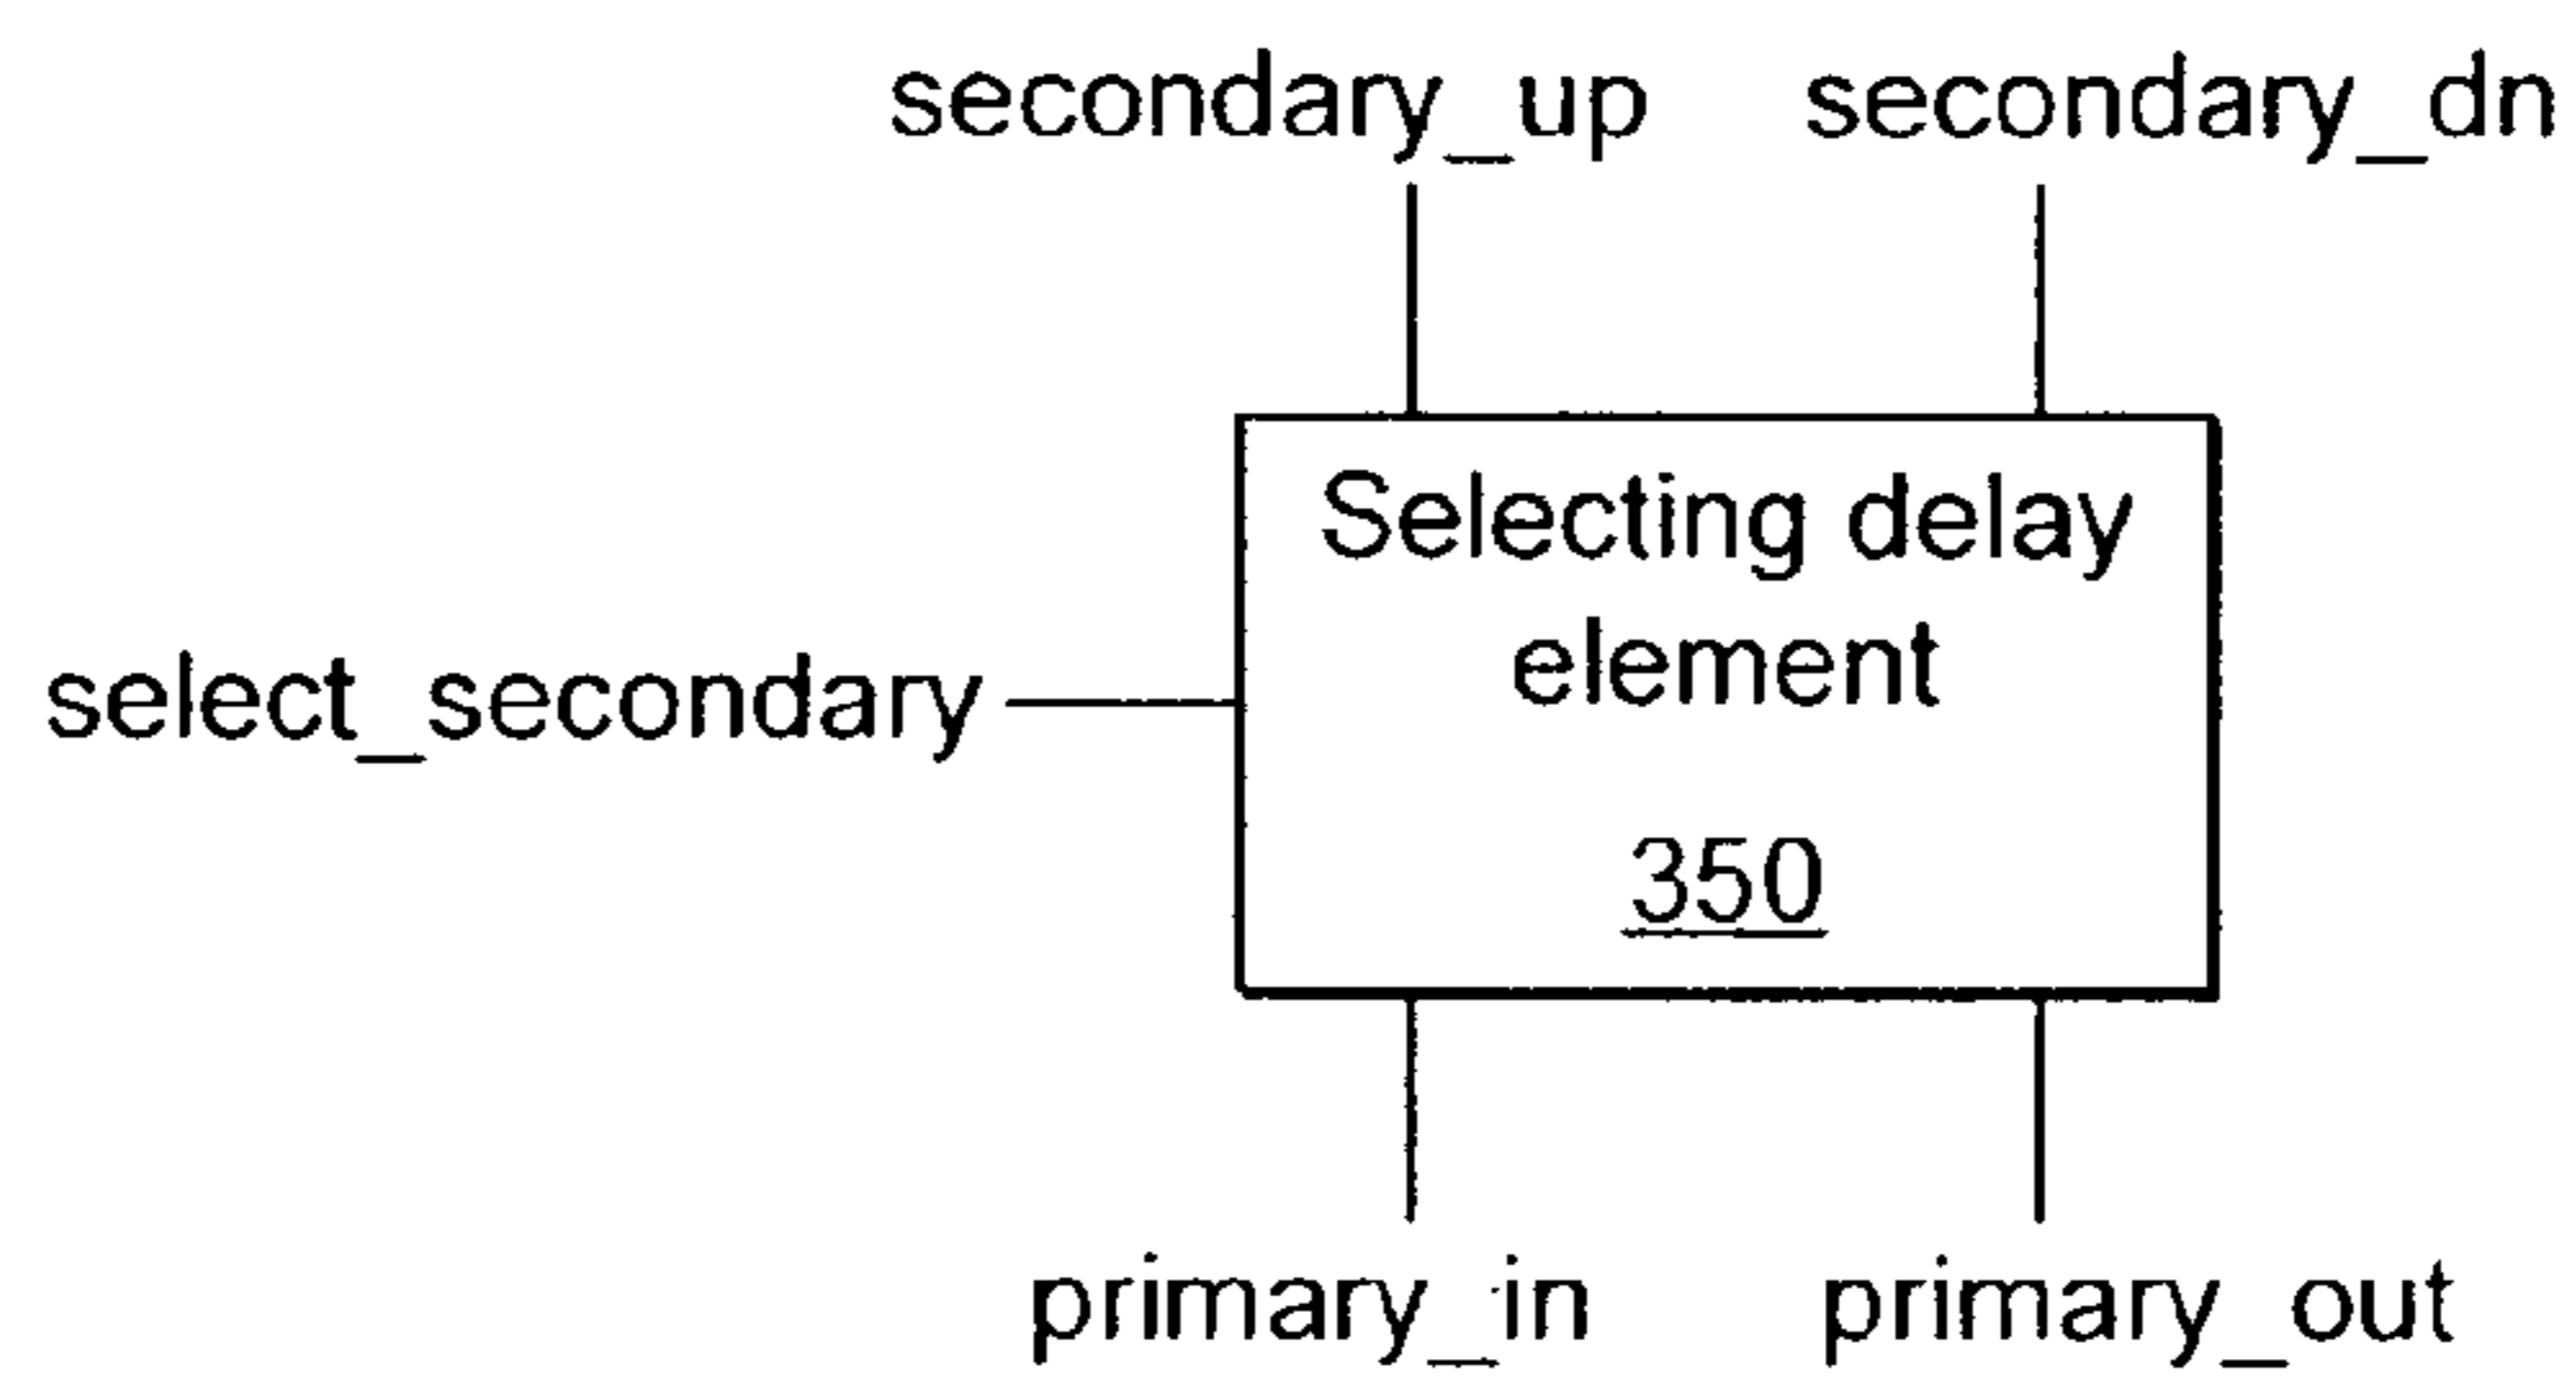 secondary_up secondary_dn
Selecting delay
element
select_secondary
350
primary_in primary_out